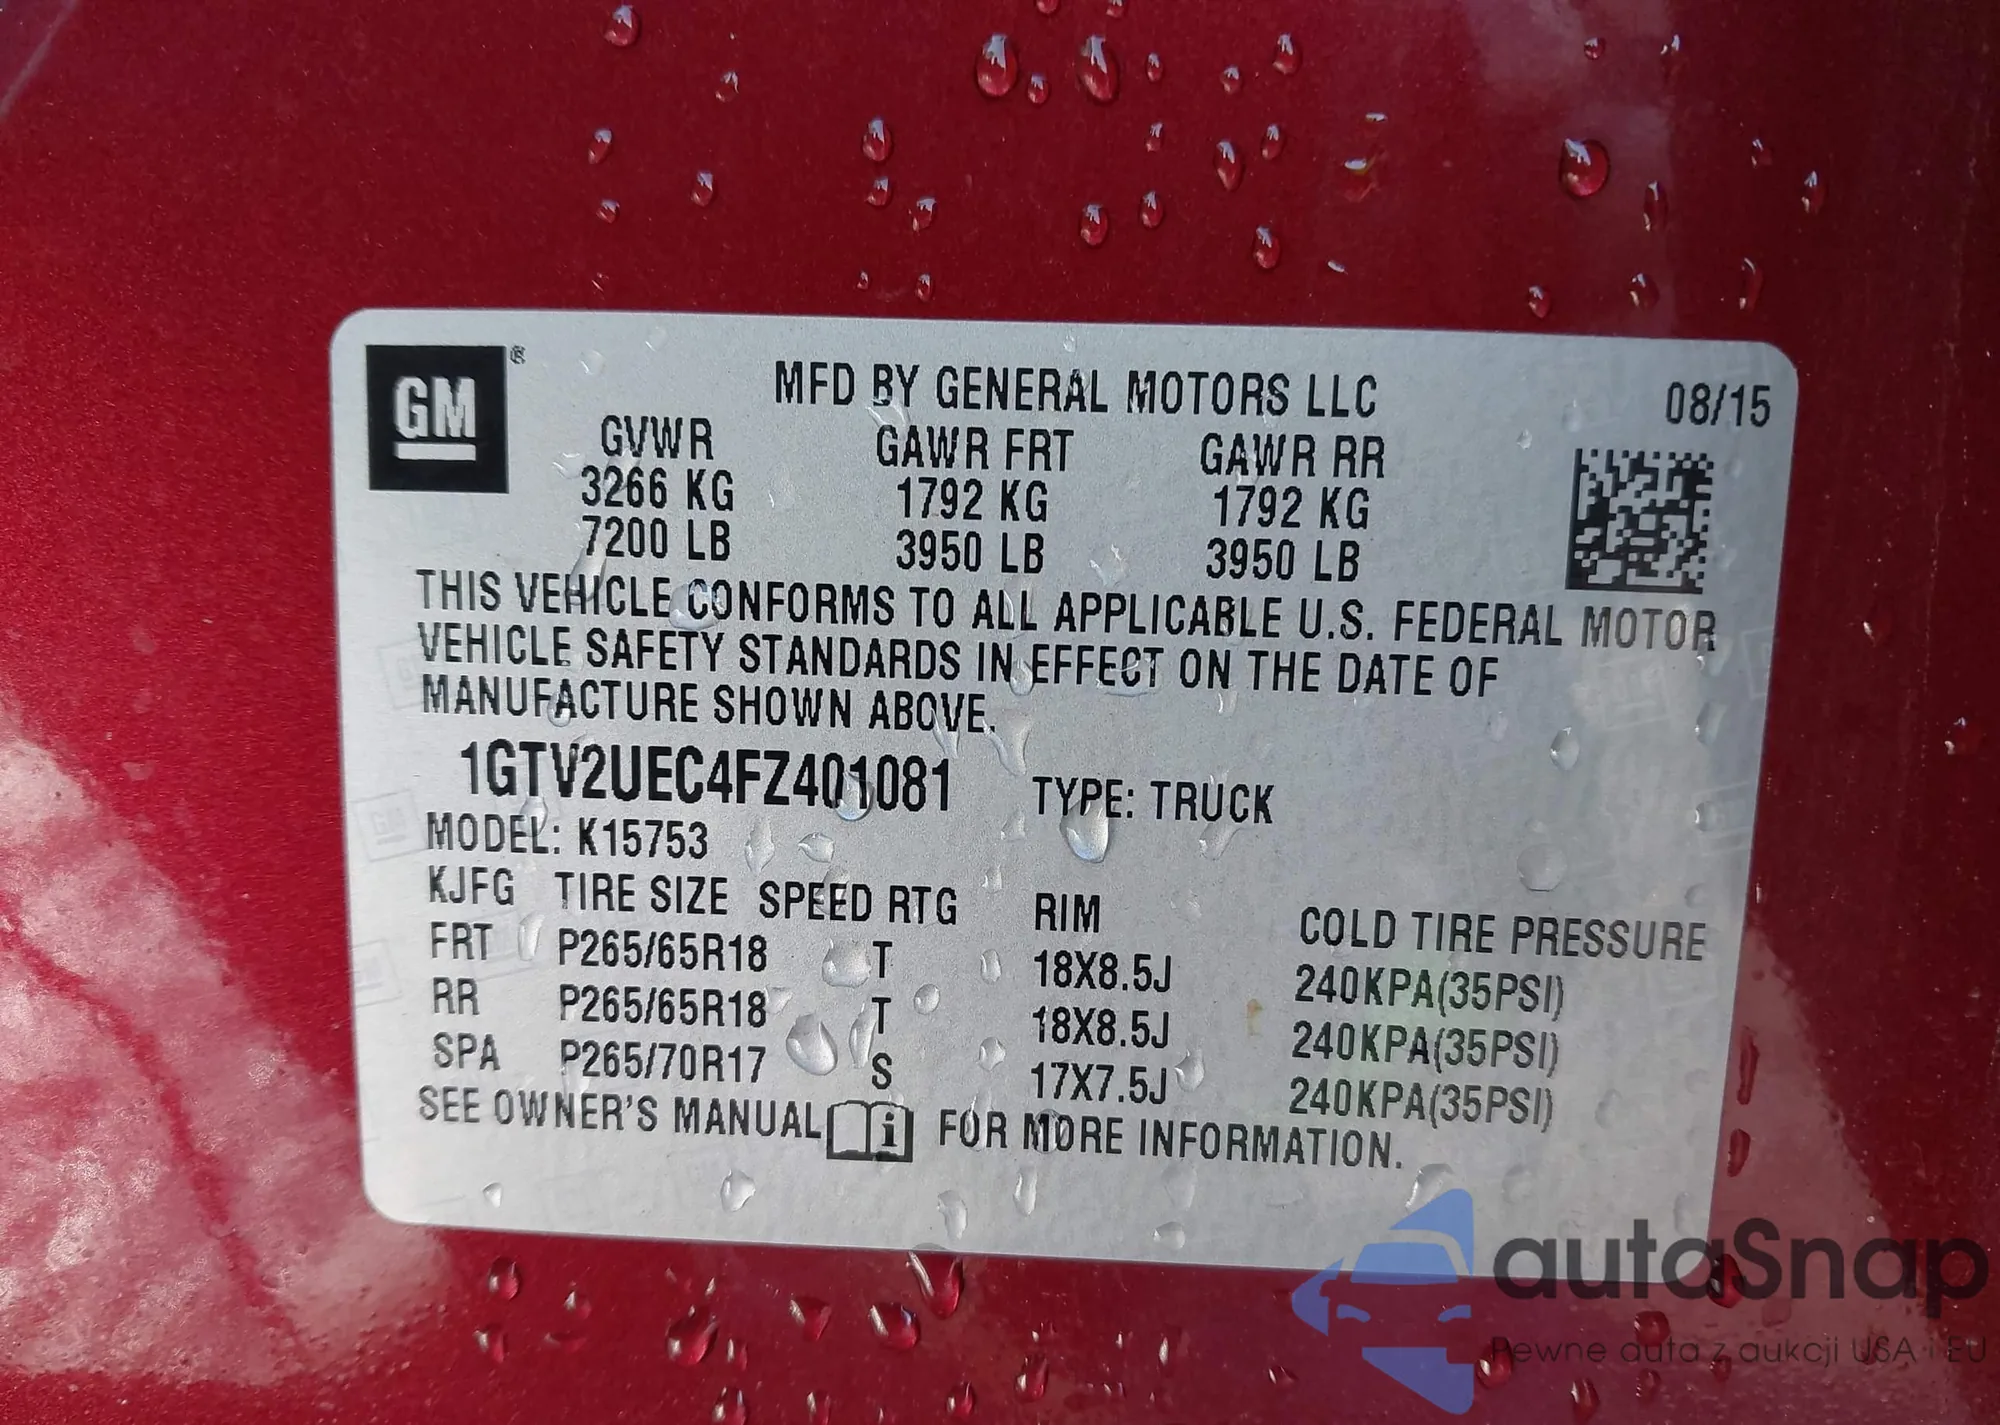 GM®
MFD BY GENERAL MOTORS LLC 08/15
GVWR GAWR FRT GAWR RR
3266 KG 1792 KG 1792 KG
7200 LB 3950 LB 3950 LB
THIS VEHICLE CONFORMS TO ALL APPLICABLE U.S. FEDERAL MOTOR
VEHICLE SAFETY STANDARDS IN EFFECT ON THE DATE OF
MANUFACTURE SHOWN ABOVE.
1GTV2UEC4FZ401081 TYPE: TRUCK
MODEL: K15753
KJFG TIRE SIZE SPEED RTG RIM COLD TIRE PRESSURE
FRT P265/65R18 T 18X8.5J 240KPA(35PSI)
RR P265/65R18 T 18X8.5J 240KPA(35PSI)
SPA P265/70R17 S 17X7.5J 240KPA(35PSI)
SEE OWNER'S MANUAL i FOR MORE INFORMATION.
autaSnap
Pewne auta z aukcji USA i EU